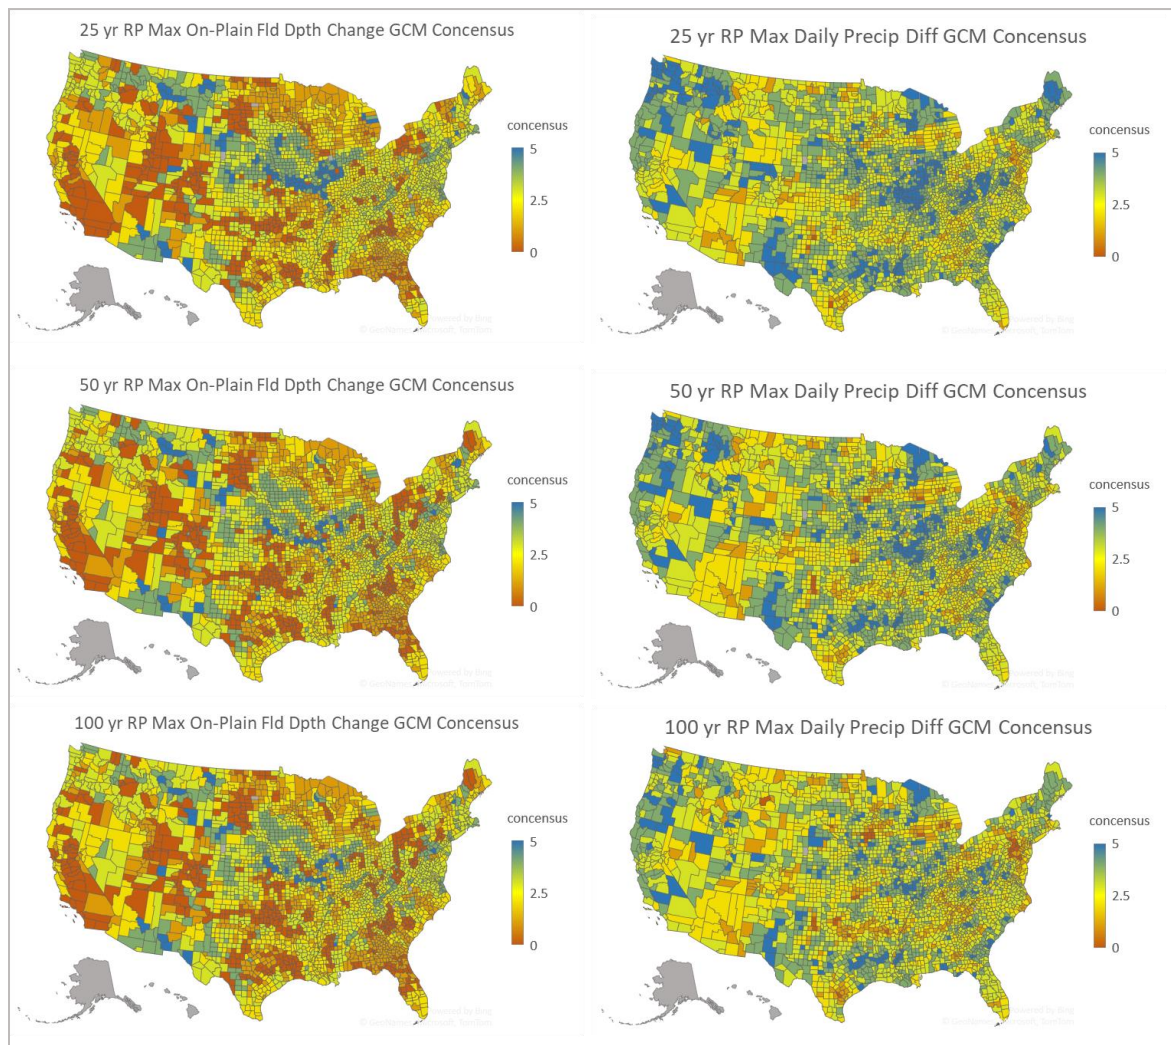 25 yr RP Max On-Plain Fld Dpth Change GCM Concensus
concensus
5
2.5
0
25 yr RP Max Daily Precip Diff GCM Concensus
concensus
5
2.5
0
50 yr RP Max On-Plain Fld Dpth Change GCM Concensus
concensus
5
2.5
0
50 yr RP Max Daily Precip Diff GCM Concensus
concensus
5
2.5
0
100 yr RP Max On-Plain Fld Dpth Change GCM Concensus
concensus
5
2.5
0
100 yr RP Max Daily Precip Diff GCM Concensus
concensus
5
2.5
0